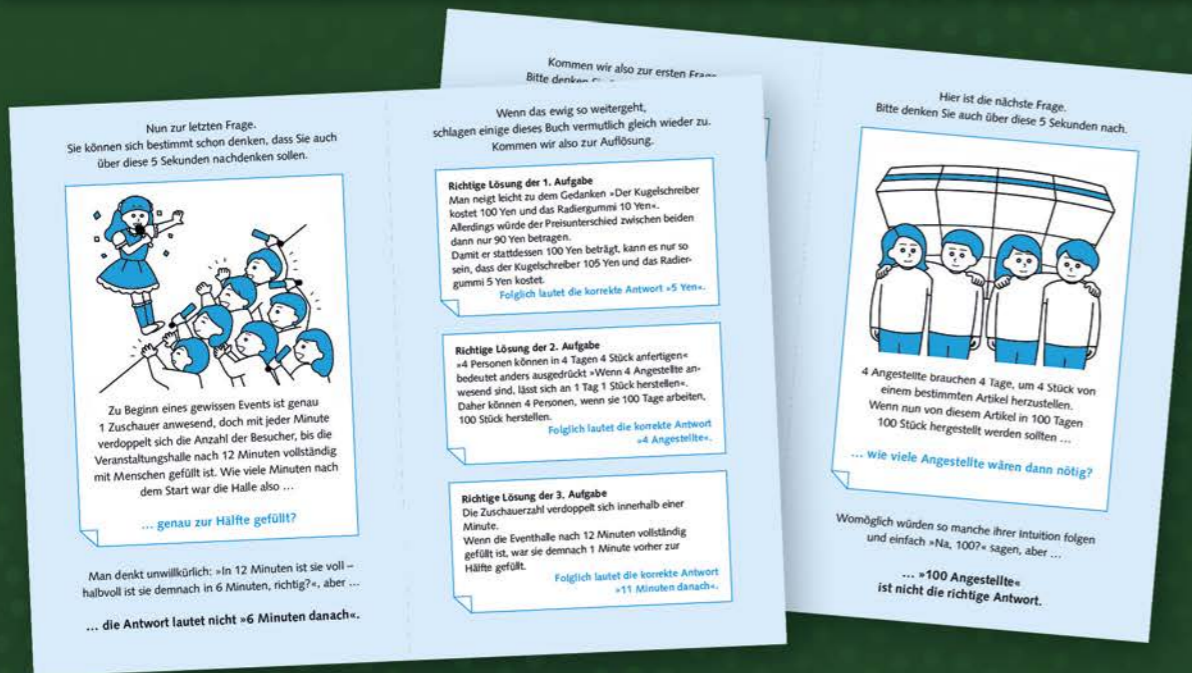 Nun zur letzten Frage.
Sie können sich bestimmt schon denken, dass Sie auch
über diese 5 Sekunden nachdenken sollen.
Zu Beginn eines gewissen Events ist genau
1 Zuschauer anwesend, doch mit jeder Minute
verdoppelt sich die Anzahl der Besucher, bis die
Veranstaltungshalle nach 12 Minuten vollständig
mit Menschen gefüllt ist. Wie viele Minuten nach
dem Start war die Halle also …
… genau zur Hälfte gefüllt?
Man denkt unwillkürlich: »In 12 Minuten ist sie voll –
halbvoll ist sie demnach in 6 Minuten, richtig?«, aber …
… die Antwort lautet nicht »6 Minuten danach«.
Wenn das ewig so weitergeht,
schlagen einige dieses Buch vermutlich gleich wieder zu.
Kommen wir also zur Auflösung.
Richtige Lösung der 1. Aufgabe
Man neigt leicht zu dem Gedanken »Der Kugelschreiber
kostet 100 Yen und das Radiergummi 10 Yen«.
Allerdings würde der Preisunterschied zwischen beiden
dann nur 90 Yen betragen.
Damit er stattdessen 100 Yen beträgt, kann es nur so
sein, dass der Kugelschreiber 105 Yen und das Radier-
gummi 5 Yen kostet.
Folglich lautet die korrekte Antwort »5 Yen«.
Richtige Lösung der 2. Aufgabe
»4 Personen können in 4 Tagen 4 Stück anfertigen«
bedeutet anders ausgedrückt »Wenn 4 Angestellte an-
wesend sind, lässt sich an 1 Tag 1 Stück herstellen«.
Daher können 4 Personen, wenn sie 100 Tage arbeiten,
100 Stück herstellen.
Folglich lautet die korrekte Antwort
»4 Angestellte«.
Richtige Lösung der 3. Aufgabe
Die Zuschauerzahl verdoppelt sich innerhalb einer
Minute.
Wenn die Eventhalle nach 12 Minuten vollständig
gefüllt ist, war sie demnach 1 Minute vorher zur
Hälfte gefüllt.
Folglich lautet die korrekte Antwort
»11 Minuten danach«.
Kommen wir also zur ersten
Bitte denken
Hier ist die nächste Frage.
Bitte denken Sie auch über diese 5 Sekunden nach.
4 Angestellte brauchen 4 Tage, um 4 Stück von
einem bestimmten Artikel herzustellen.
Wenn nun von diesem Artikel in 100 Tagen
100 Stück hergestellt werden sollten …
… wie viele Angestellte wären dann nötig?
Womöglich würden so manche ihrer Intuition folgen
und einfach »Na, 100?« sagen, aber …
… »100 Angestellte«
ist nicht die richtige Antwort.